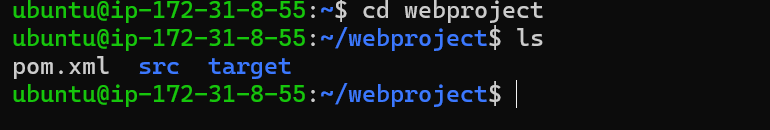 ubuntu@ip-172-31-8-55:~$ cd webproject
ubuntu@ip-172-31-8-55:~/webproject$ ls
pom.xml  src  target
ubuntu@ip-172-31-8-55:~/webproject$